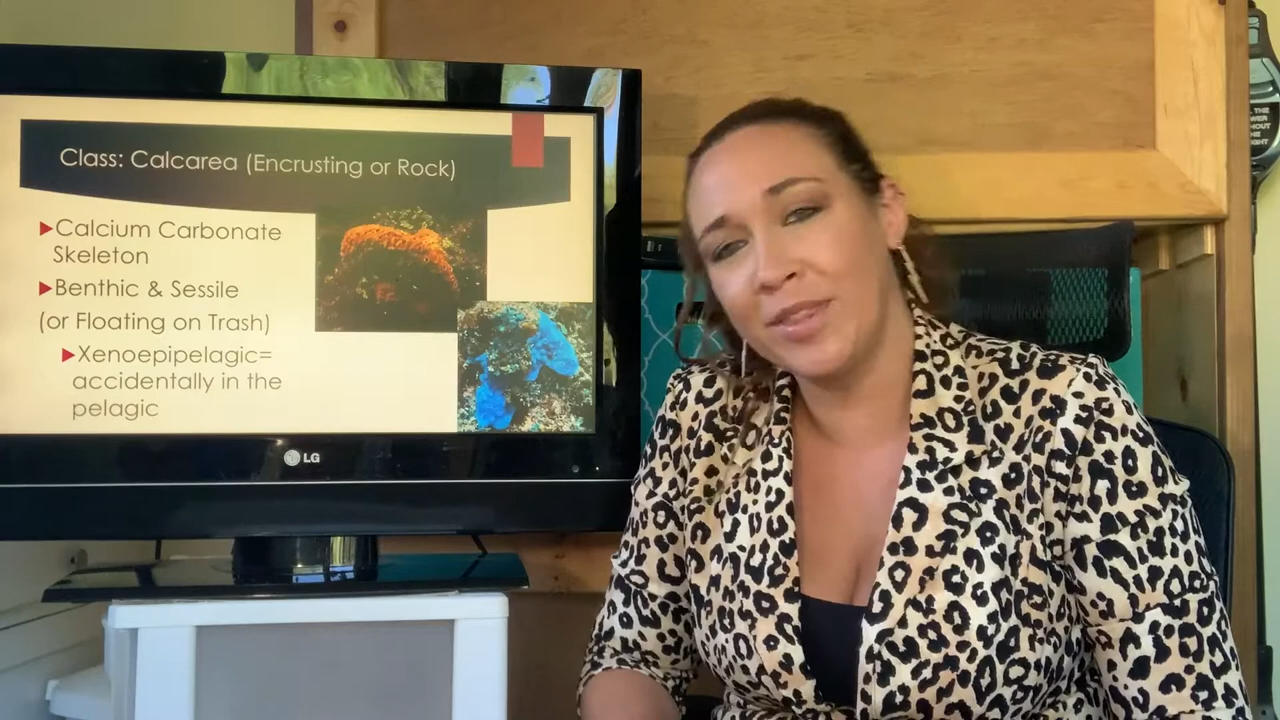 Class: Calcarea (Encrusting or Rock)
▶Calcium Carbonate
Skeleton
▶Benthic & Sessile
(or Floating on Trash)
▶Xenoepipelagic=
accidentally in the
pelagic
LG
THE